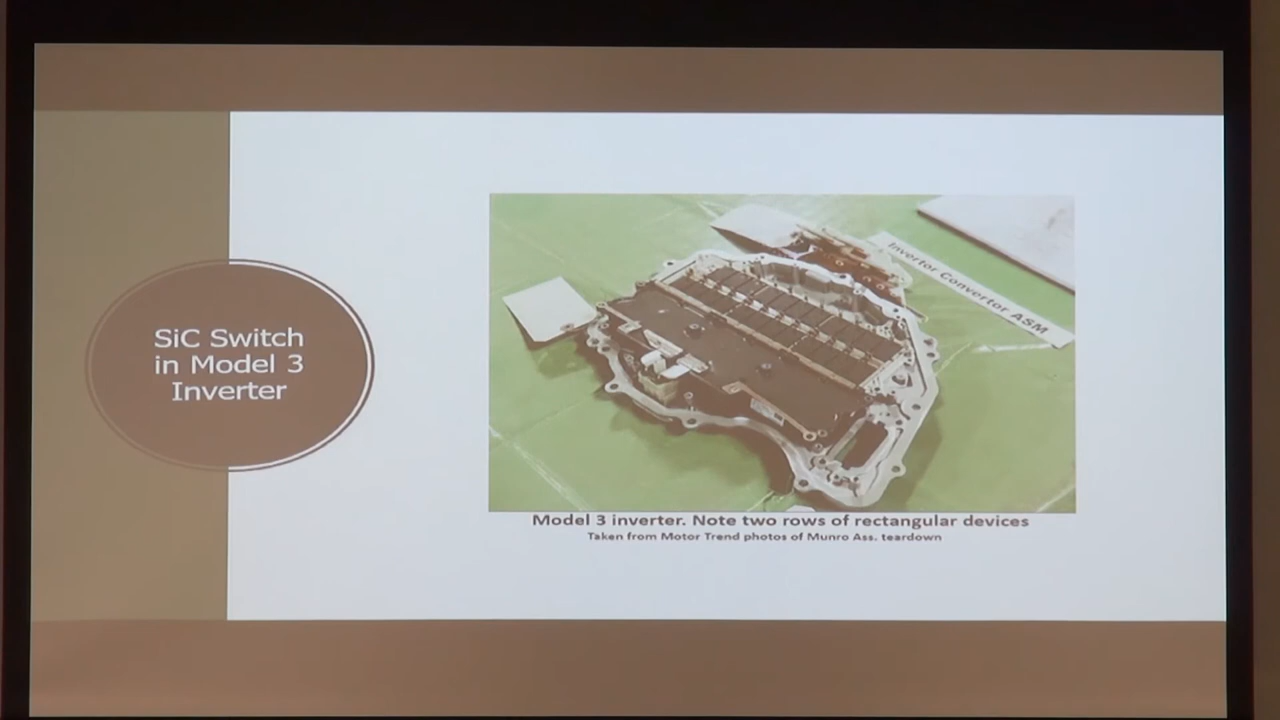 SiC Switch
in Model 3
Inverter
Invertor Convertor ASM
Model 3 inverter. Note two rows of rectangular devices
Taken from Motor Trend photos of Munro Ass. teardown